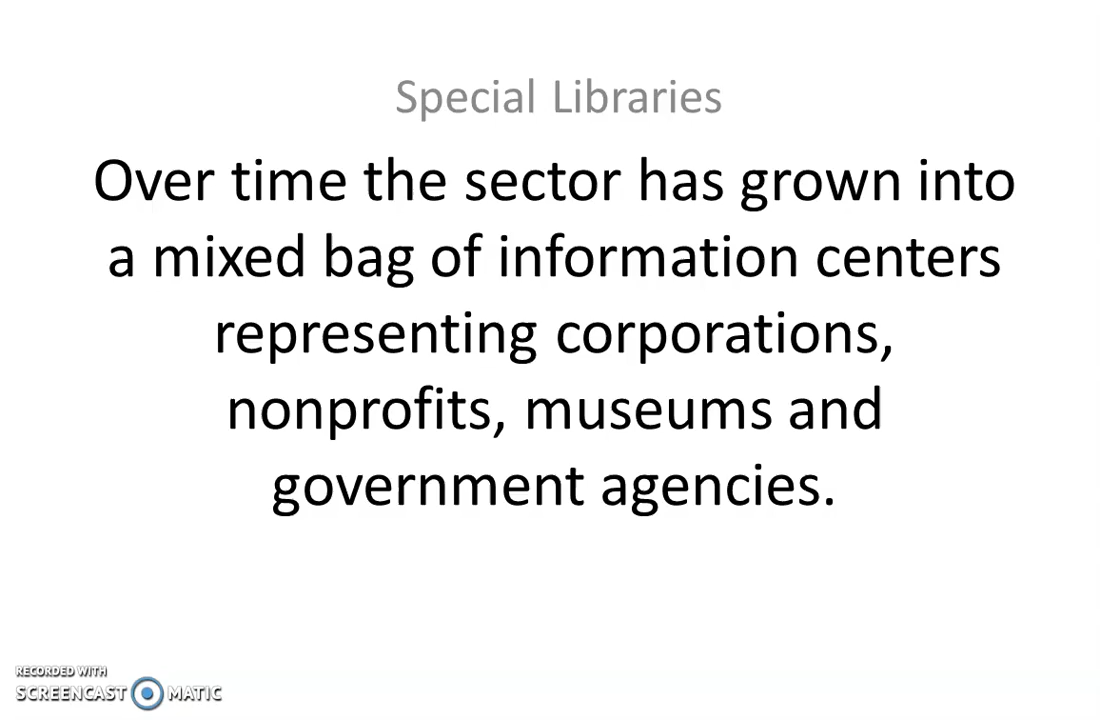 Special Libraries
Over time the sector has grown into
a mixed bag of information centers
representing corporations,
nonprofits, museums and
government agencies.
RECORDED WITH
SCREENCAST MATIC